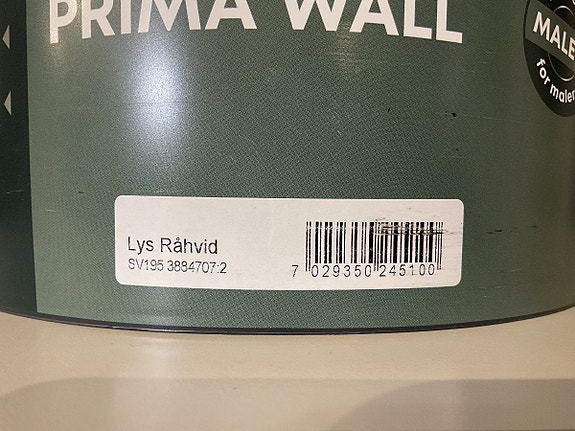 PRIMA WALL
MALE
for maler
Lys Råhvid
SV195 3884707:2
7 029350 245100